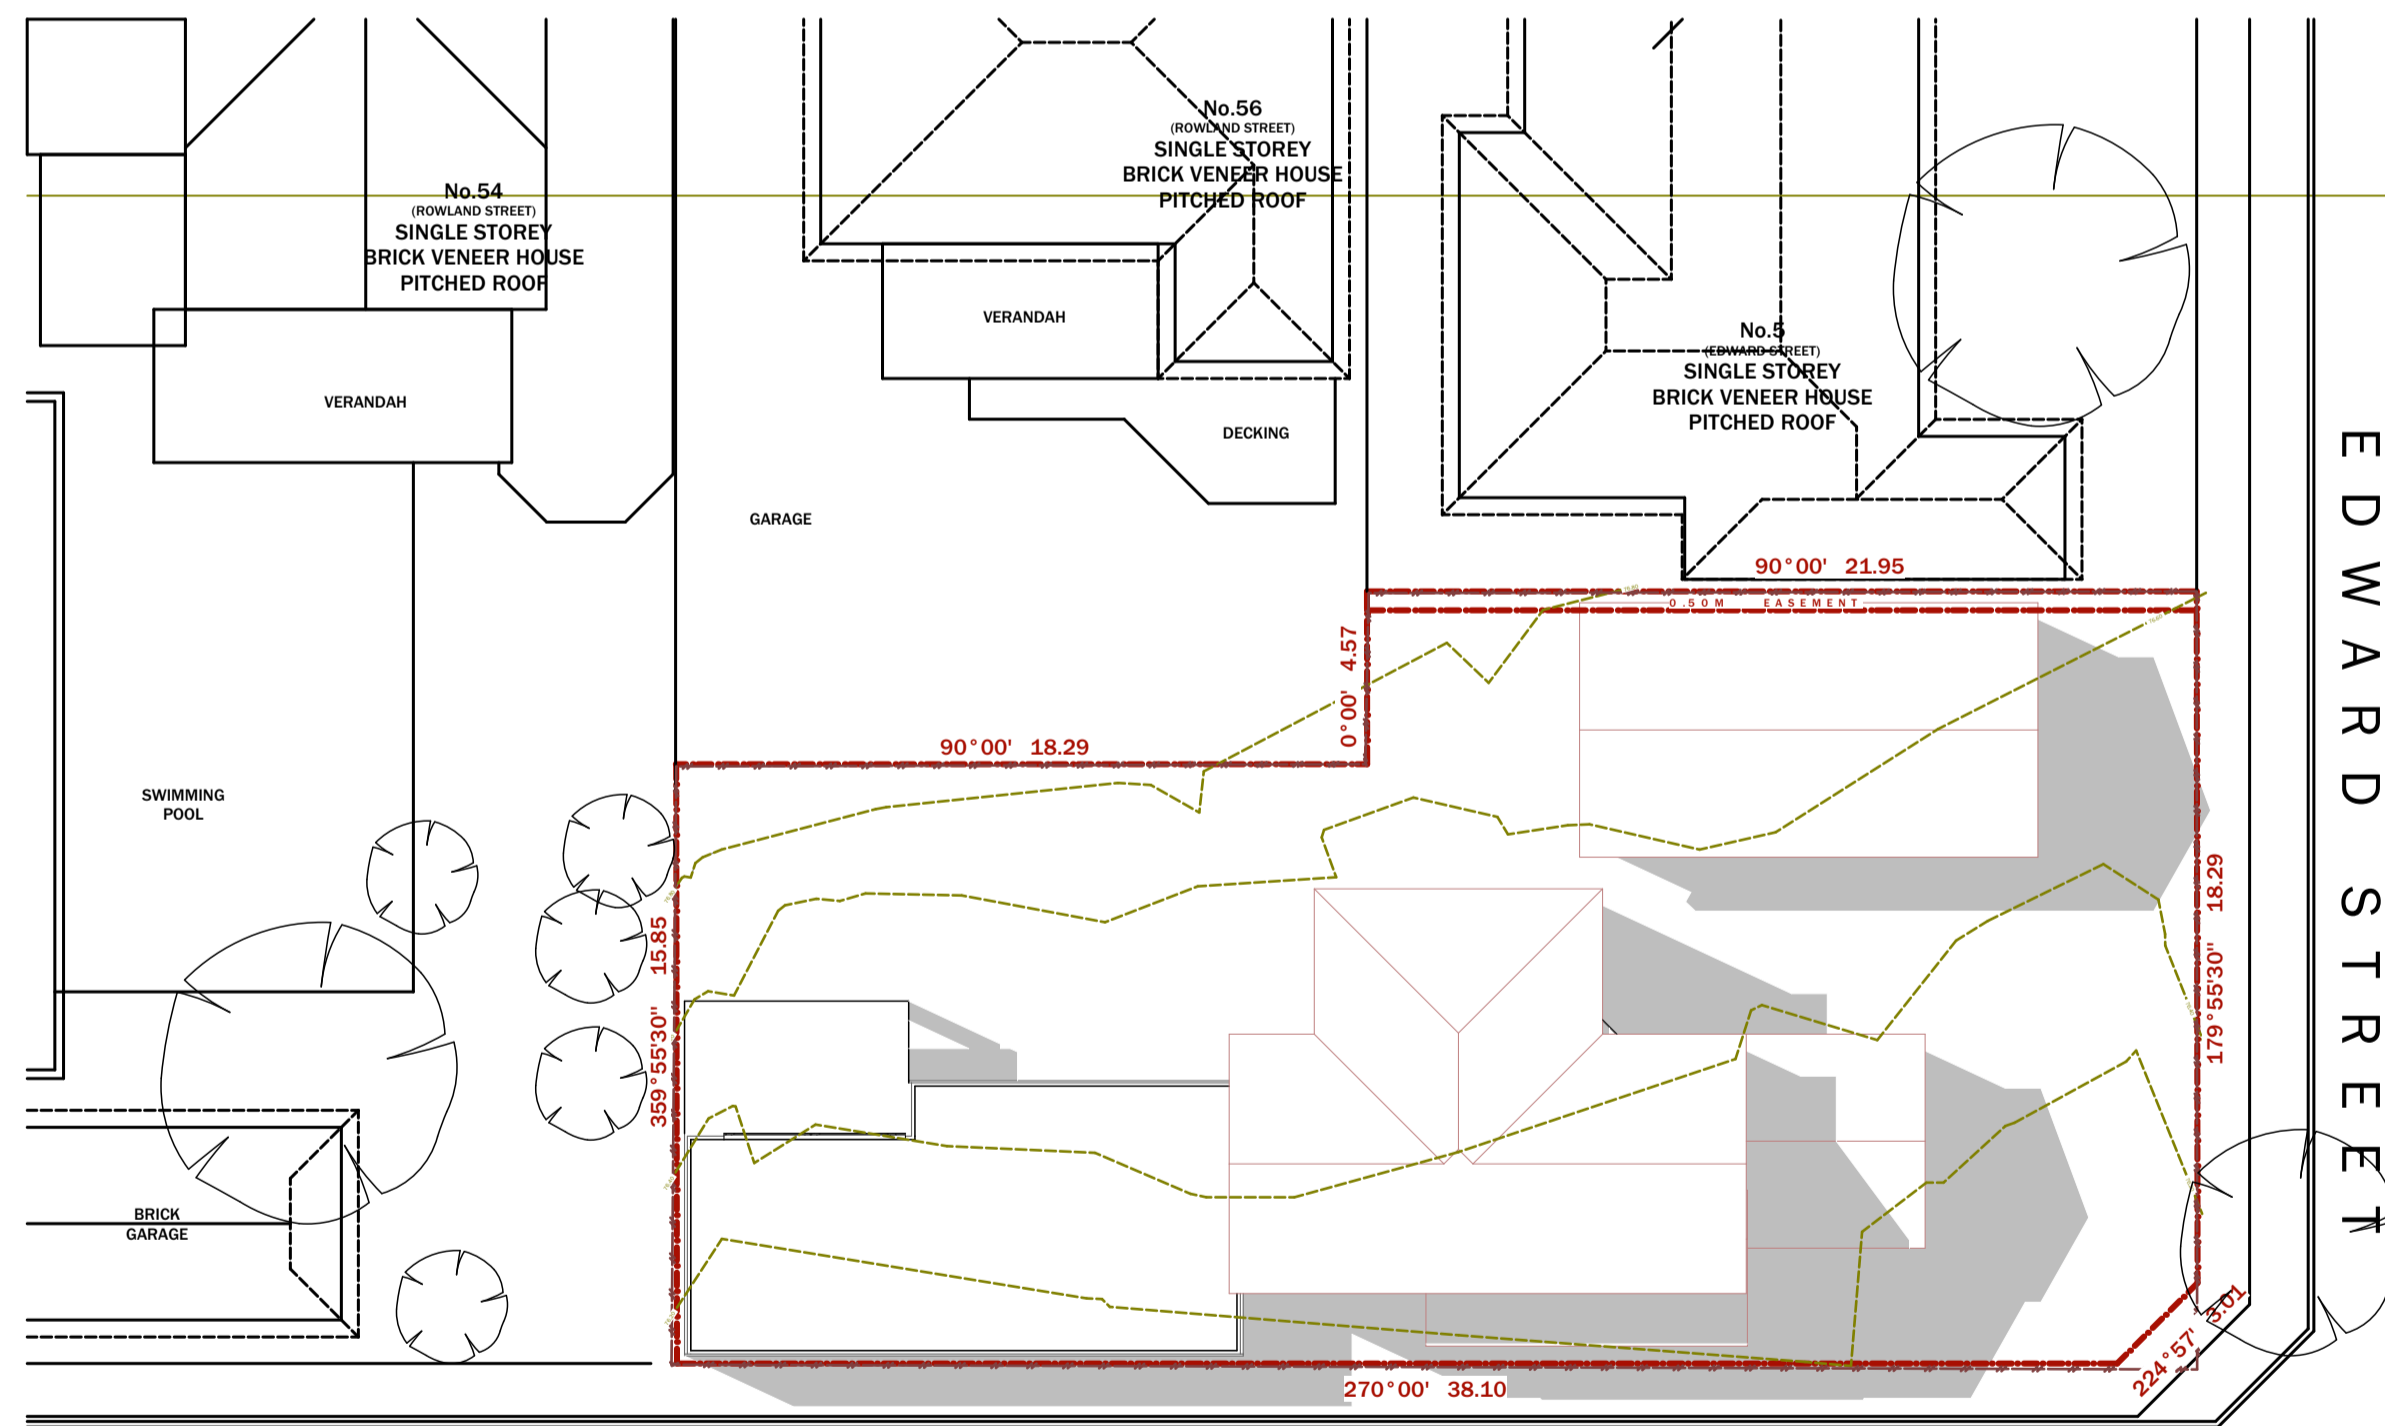 No.54
(ROWLAND STREET)
SINGLE STOREY
BRICK VENEER HOUSE
PITCHED ROOF
VERANDAH
No.56
(ROWLAND STREET)
SINGLE STOREY
BRICK VENEER HOUSE
PITCHED ROOF
VERANDAH
DECKING
GARAGE
No.5
(EDWARD STREET)
SINGLE STOREY
BRICK VENEER HOUSE
PITCHED ROOF
90°00' 21.95
0.50M EASEMENT
0°00' 4.57
90°00' 18.29
SWIMMING
POOL
359°55'30" 15.85
179°55'30" 18.29
BRICK
GARAGE
270°00' 38.10
224°57' 3.01
EDWARD STREET